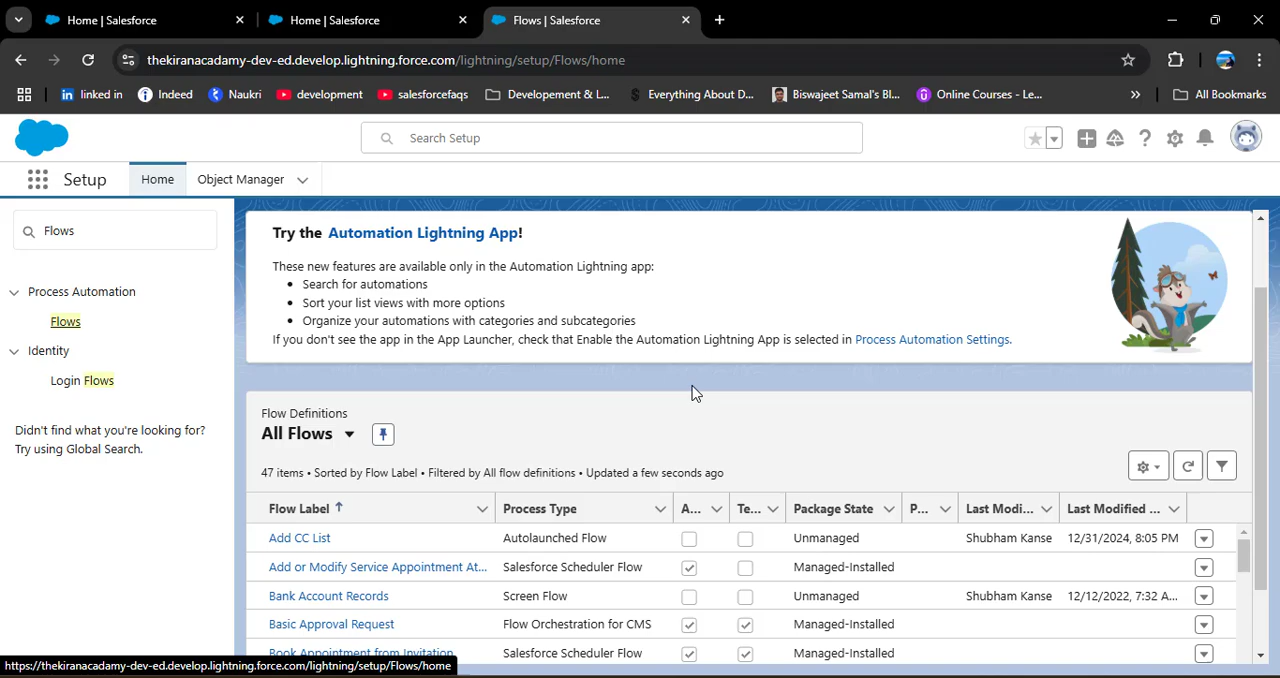 Home | Salesforce
Home | Salesforce
Flows | Salesforce
thekiranacadamy-dev-ed.develop.lightning.force.com/lightning/setup/Flows/home
linked in
Indeed
Naukri
development
salesforcefaqs
Developement & L...
Everything About D...
Biswajeet Samal's Bl...
Online Courses - Le...
All Bookmarks
Search Setup
Setup
Home
Object Manager
Flows
Process Automation
Flows
Identity
Login Flows
Didn't find what you're looking for?
Try using Global Search.
Try the Automation Lightning App!
These new features are available only in the Automation Lightning app:
• Search for automations
• Sort your list views with more options
• Organize your automations with categories and subcategories
If you don't see the app in the App Launcher, check that Enable the Automation Lightning App is selected in Process Automation Settings.
Flow Definitions
All Flows
47 items • Sorted by Flow Label • Filtered by All flow definitions • Updated a few seconds ago
Flow Label Process Type A... Te... Package State P... Last Modi... Last Modified ...
Add CC List Autolaunched Flow Unmanaged Shubham Kanse 12/31/2024, 8:05 PM
Add or Modify Service Appointment At... Salesforce Scheduler Flow Managed-Installed
Bank Account Records Screen Flow Unmanaged Shubham Kanse 12/12/2022, 7:32 A...
Basic Approval Request Flow Orchestration for CMS Managed-Installed
Book Appointment from Invitation Salesforce Scheduler Flow Managed-Installed
https://thekiranacadamy-dev-ed.develop.lightning.force.com/lightning/setup/Flows/home